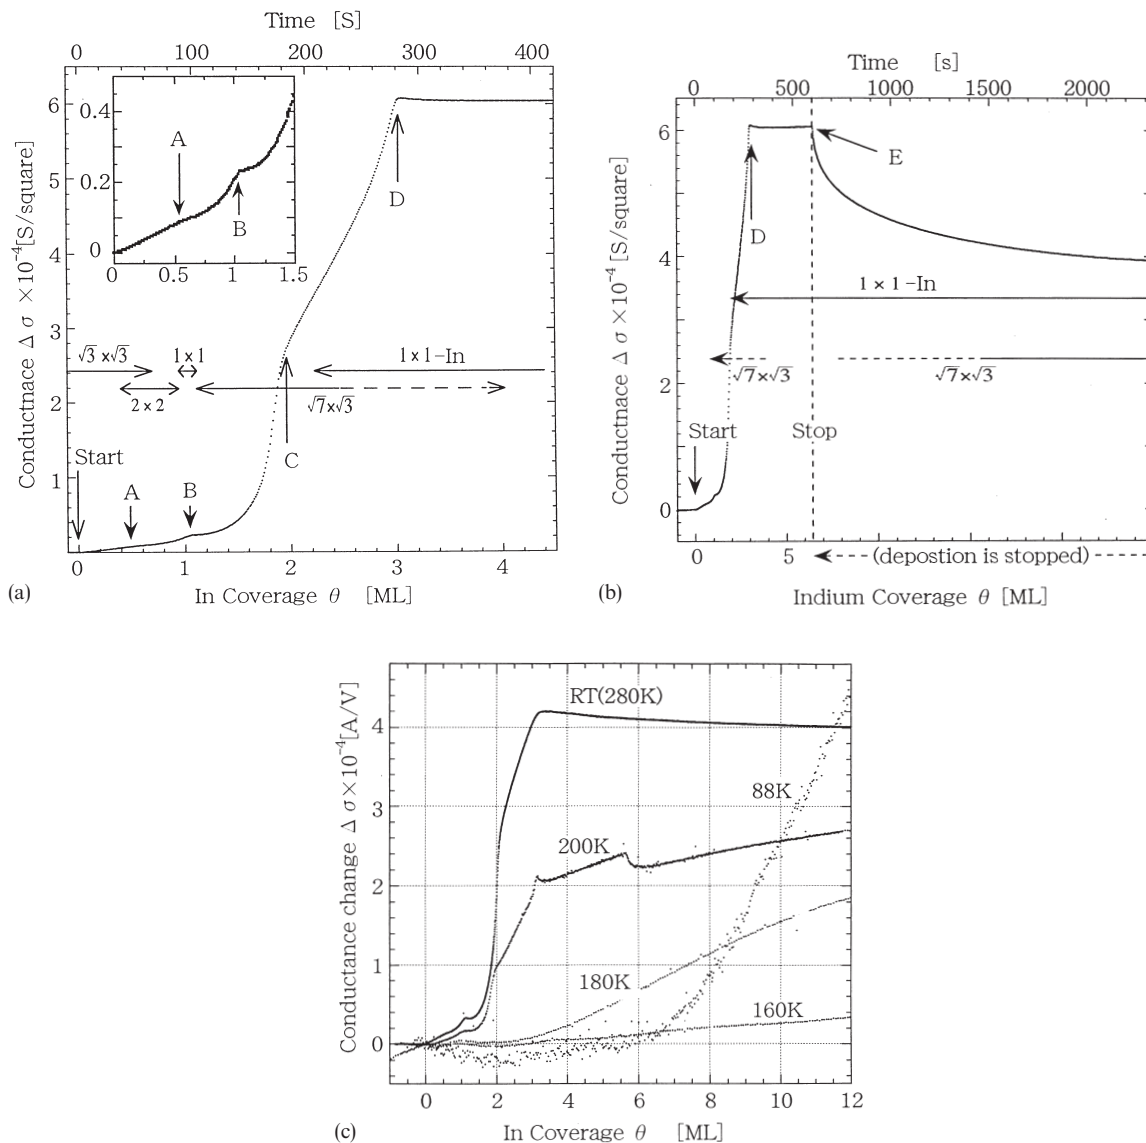 Time [S]
0 100 200 300 400
Conductnace Δ σ ×10⁻⁴[S/square]
6
5
4
3
2
1
0.4
0.2
0
0 0.5 1 1.5
A
B
D
√3×√3
1×1
1×1-In
2×2
√7×√3
C
Start
A
B
0 1 2 3 4
In Coverage θ [ML]
(a)
Time [s]
0 500 1000 1500 2000
Conductnace Δ σ ×10⁻⁴ [S/square]
6
4
2
0
E
D
1×1-In
√7×√3
√7×√3
Start
Stop
0 5
(depostion is stopped)
Indium Coverage θ [ML]
(b)
Conductance change Δ σ×10⁻⁴[A/V]
4
3
2
1
0
RT(280K)
88K
200K
180K
160K
0 2 4 6 8 10 12
In Coverage θ [ML]
(c)